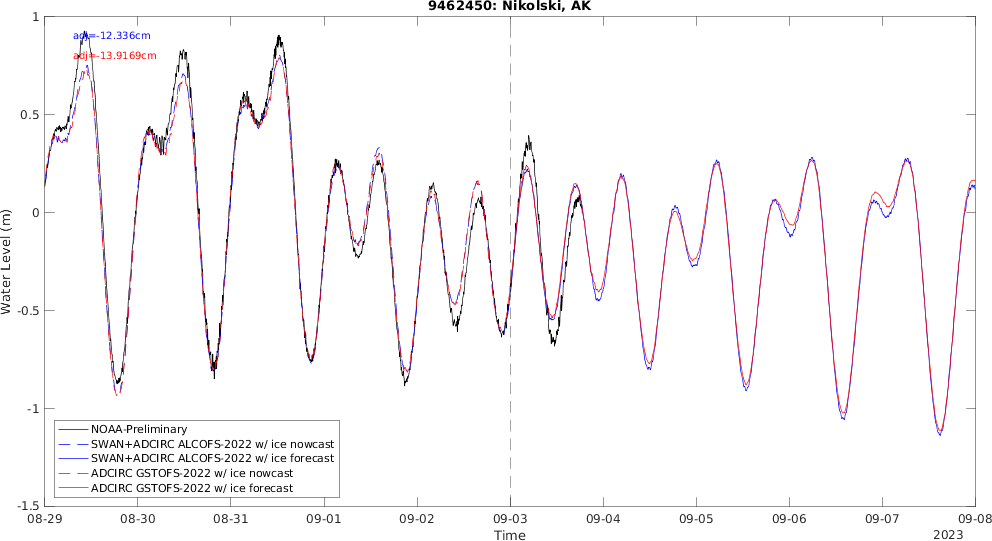 9462450: Nikolski, AK
adj=-12.336cm
adj=-13.9169cm
Water Level (m)
1
0.5
0
-0.5
-1
-1.5
NOAA-Preliminary
SWAN+ADCIRC ALCOFS-2022 w/ ice nowcast
SWAN+ADCIRC ALCOFS-2022 w/ ice forecast
ADCIRC GSTOFS-2022 w/ ice nowcast
ADCIRC GSTOFS-2022 w/ ice forecast
08-29 08-30 08-31 09-01 09-02 09-03 09-04 09-05 09-06 09-07 09-08
Time
2023